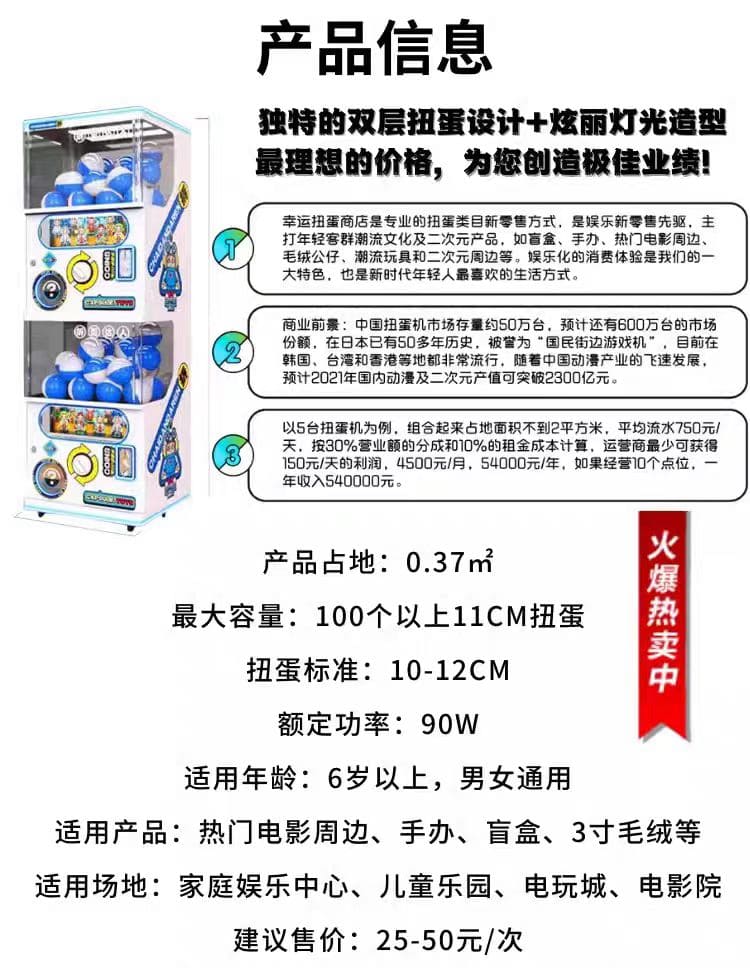 产品信息
独特的双层扭蛋设计+炫丽灯光造型
最理想的价格，为您创造极佳业绩!
1
幸运扭蛋商店是专业的扭蛋类目新零售方式，是娱乐新零售先驱，主
打年轻客群潮流文化及二次元产品，如盲盒、手办、热门电影周边、
毛绒公仔、潮流玩具和二次元周边等。娱乐化的消费体验是我们的一
大特色，也是新时代年轻人最喜欢的生活方式。
2
商业前景：中国扭蛋机市场存量约50万台，预计还有600万台的市场
份额，在日本已有50多年历史，被誉为“国民街边游戏机”，目前在
韩国、台湾和香港等地都非常流行，随着中国动漫产业的飞速发展，
预计2021年国内动漫及二次元产值可突破2300亿元。
3
以5台扭蛋机为例，组合起来占地面积不到2平方米，平均流水750元/
天，按30%营业额的分成和10%的租金成本计算，运营商最少可获得
150元/天的利润，4500元/月，54000元/年，如果经营10个点位，一
年收入540000元。
CHAOWANDAREN
CAPSULE TOYS
潮玩达人
CHAOWANDAREN
CAPSULE TOYS
火爆热卖中
产品占地：0.37㎡
最大容量：100个以上11CM扭蛋
扭蛋标准：10-12CM
额定功率：90W
适用年龄：6岁以上，男女通用
适用产品：热门电影周边、手办、盲盒、3寸毛绒等
适用场地：家庭娱乐中心、儿童乐园、电玩城、电影院
建议售价：25-50元/次